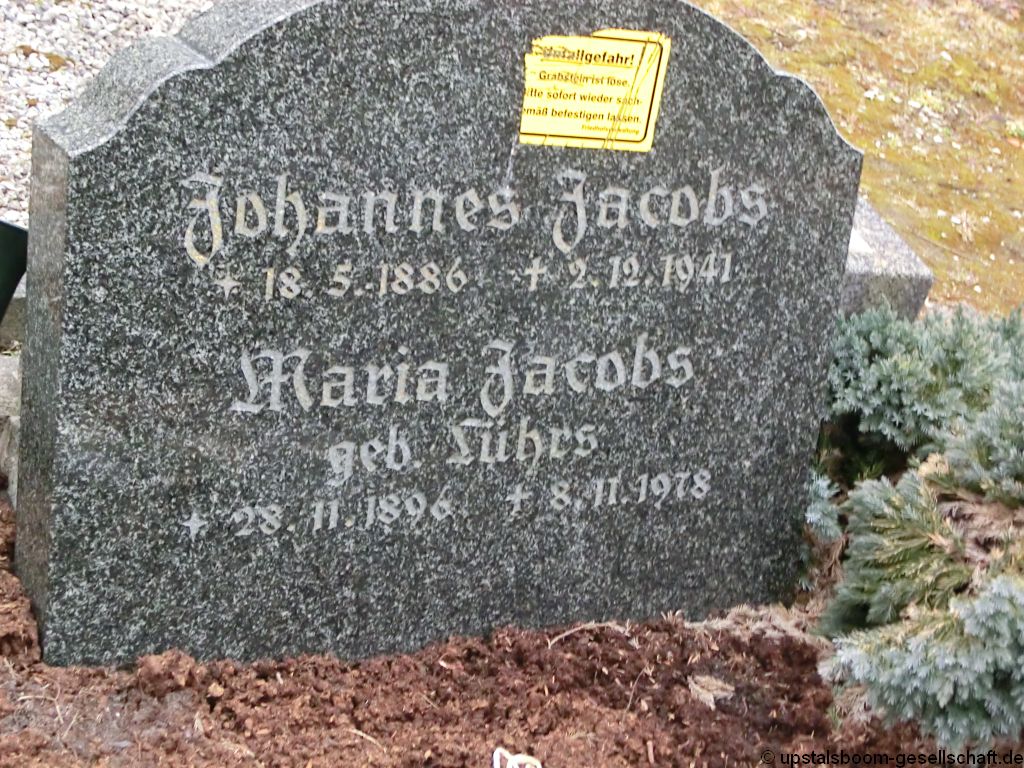 Unfallgefahr!
Grabstein ist lose.
Bitte sofort wieder sach-
gemäß befestigen lassen.
Friedhofsverwaltung
Johannes Jacobs
18.5.1886 † 2.12.1941
Maria Jacobs
geb. Lührs
28.11.1896 † 8.11.1978
© upstalsboom-gesellschaft.de